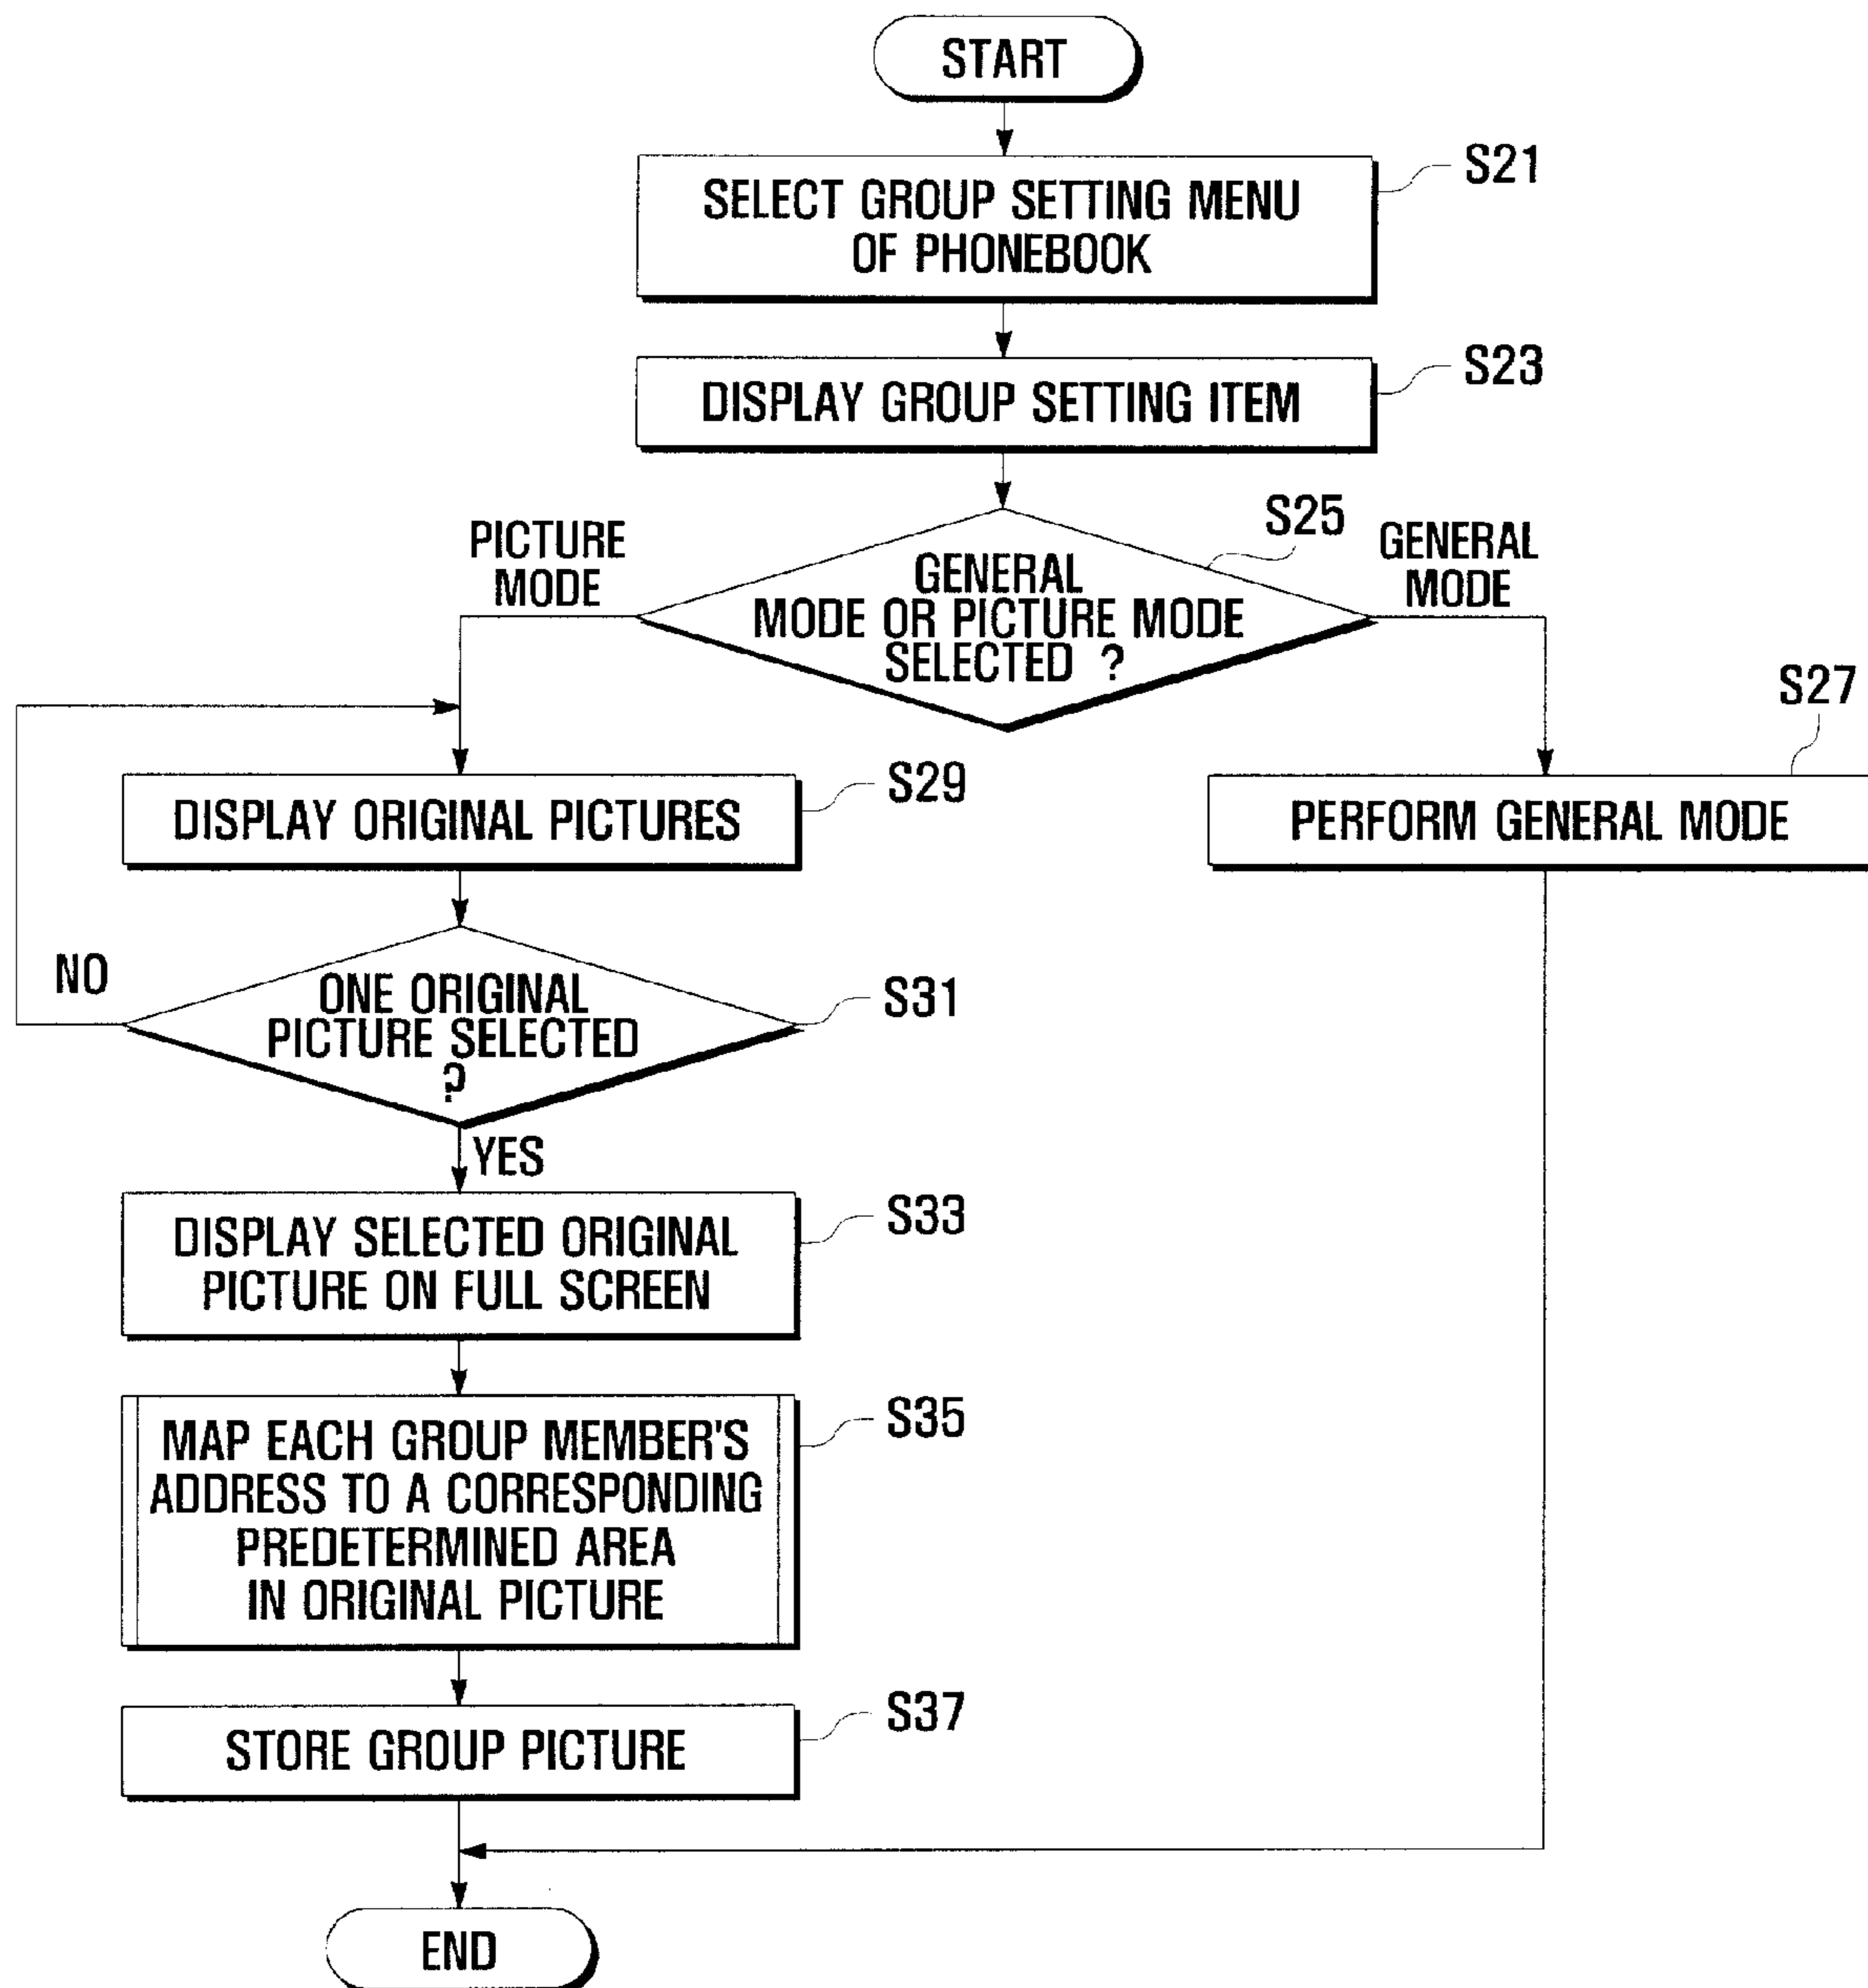 START
SELECT GROUP SETTING MENU
OF PHONEBOOK
S21
DISPLAY GROUP SETTING ITEM
S23
GENERAL
MODE OR PICTURE MODE
SELECTED ?
S25
PICTURE
MODE
GENERAL
MODE
S27
PERFORM GENERAL MODE
DISPLAY ORIGINAL PICTURES
S29
ONE ORIGINAL
PICTURE SELECTED
?
S31
NO
YES
DISPLAY SELECTED ORIGINAL
PICTURE ON FULL SCREEN
S33
MAP EACH GROUP MEMBER'S
ADDRESS TO A CORRESPONDING
PREDETERMINED AREA
IN ORIGINAL PICTURE
S35
STORE GROUP PICTURE
S37
END